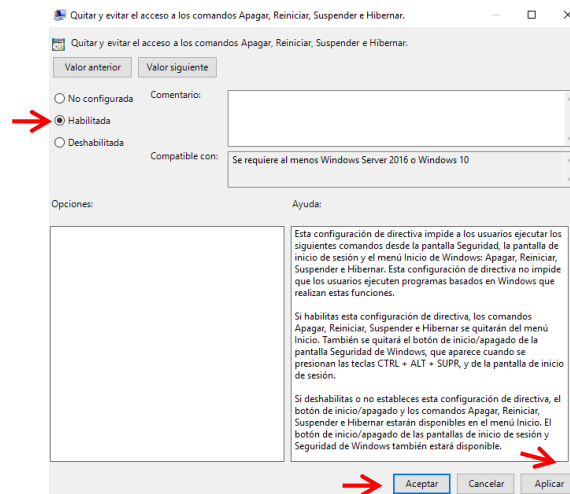 Quitar y evitar el acceso a los comandos Apagar, Reiniciar, Suspender e Hibernar.
Quitar y evitar el acceso a los comandos Apagar, Reiniciar, Suspender e Hibernar.
Valor anterior
Valor siguiente
No configurada
Comentario:
Habilitada
Deshabilitada
Compatible con:
Se requiere al menos Windows Server 2016 o Windows 10
Opciones:
Ayuda:
Esta configuración de directiva impide a los usuarios ejecutar los
siguientes comandos desde la pantalla Seguridad, la pantalla de
inicio de sesión y el menú Inicio de Windows: Apagar, Reiniciar,
Suspender e Hibernar. Esta configuración de directiva no impide
que los usuarios ejecuten programas basados en Windows que
realizan estas funciones.
Si habilitas esta configuración de directiva, los comandos
Apagar, Reiniciar, Suspender e Hibernar se quitarán del menú
Inicio. También se quitará el botón de inicio/apagado de la
pantalla Seguridad de Windows, que aparece cuando se
presionan las teclas CTRL + ALT + SUPR, y de la pantalla de inicio
de sesión.
Si deshabilitas o no estableces esta configuración de directiva, el
botón de inicio/apagado y los comandos Apagar, Reiniciar,
Suspender e Hibernar estarán disponibles en el menú Inicio. El
botón de inicio/apagado de las pantallas de inicio de sesión y
Seguridad de Windows también estará disponible.
Aceptar
Cancelar
Aplicar